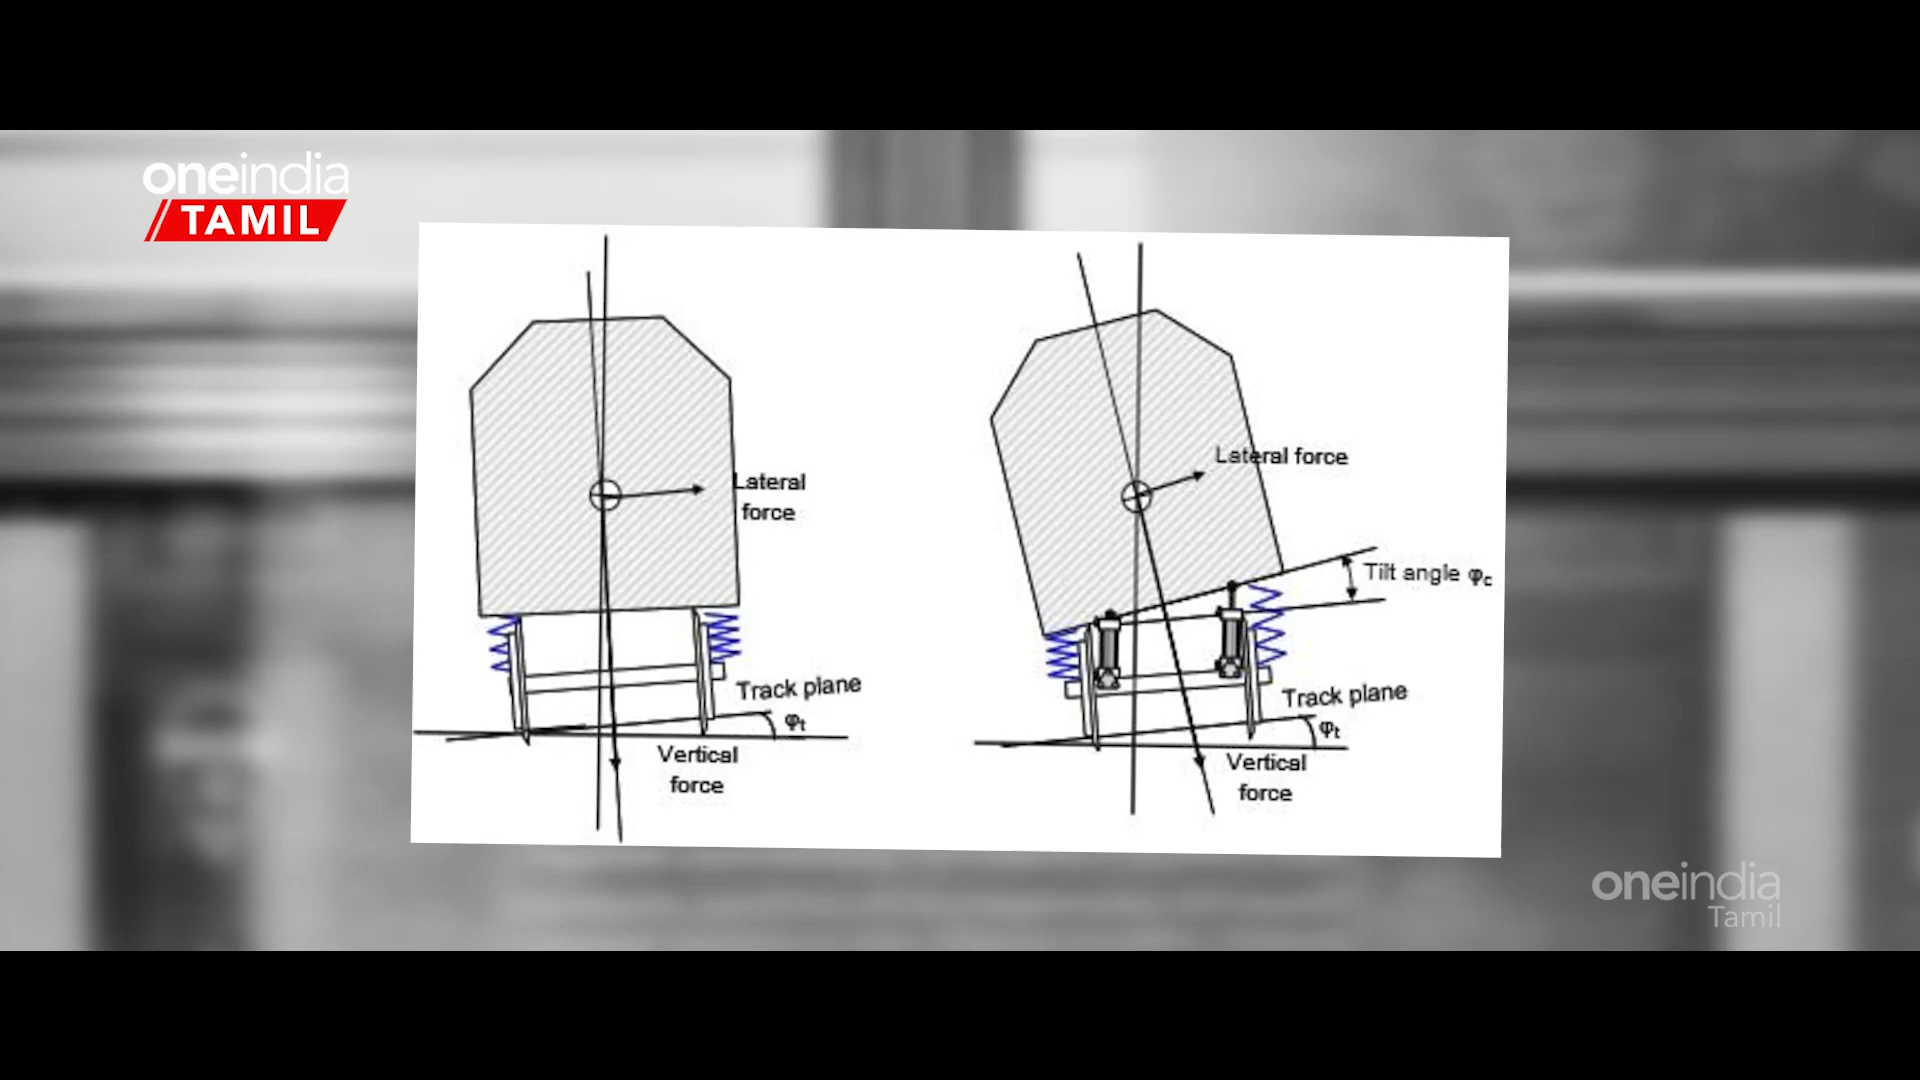 oneindia
TAMIL
Lateral
force
Track plane
φt
Vertical
force
Lateral force
Tilt angle φc
Track plane
φt
Vertical
force
oneindia
Tamil